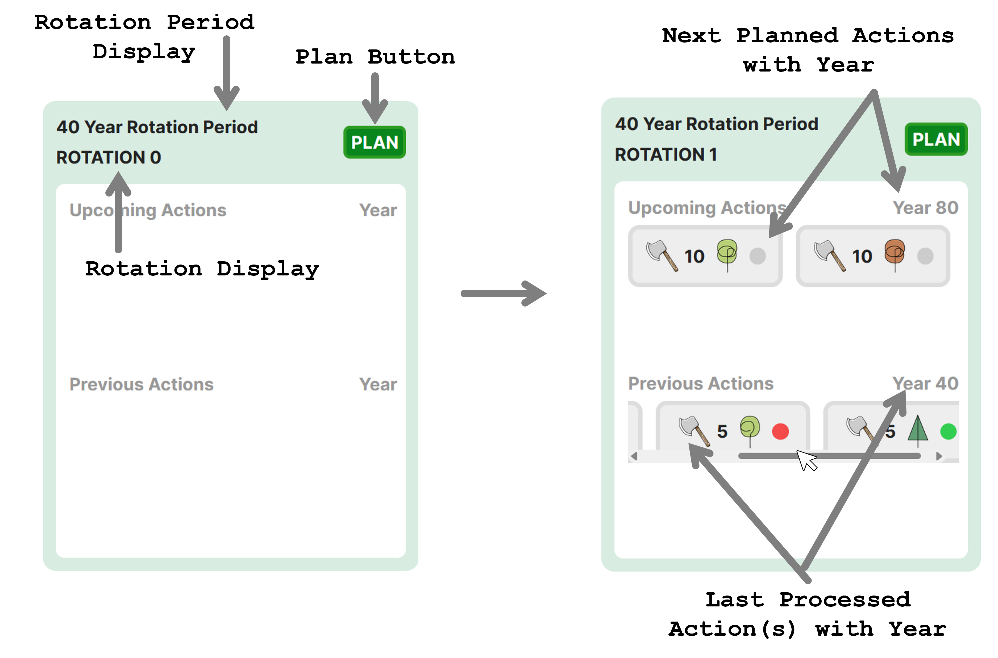 Rotation Period
Display
Plan Button
40 Year Rotation Period
ROTATION 0
PLAN
Upcoming Actions
Year
Rotation Display
Previous Actions
Year
Next Planned Actions
with Year
40 Year Rotation Period
ROTATION 1
PLAN
Upcoming Actions
Year 80
10
10
Previous Actions
Year 40
5
5
Last Processed
Action(s) with Year